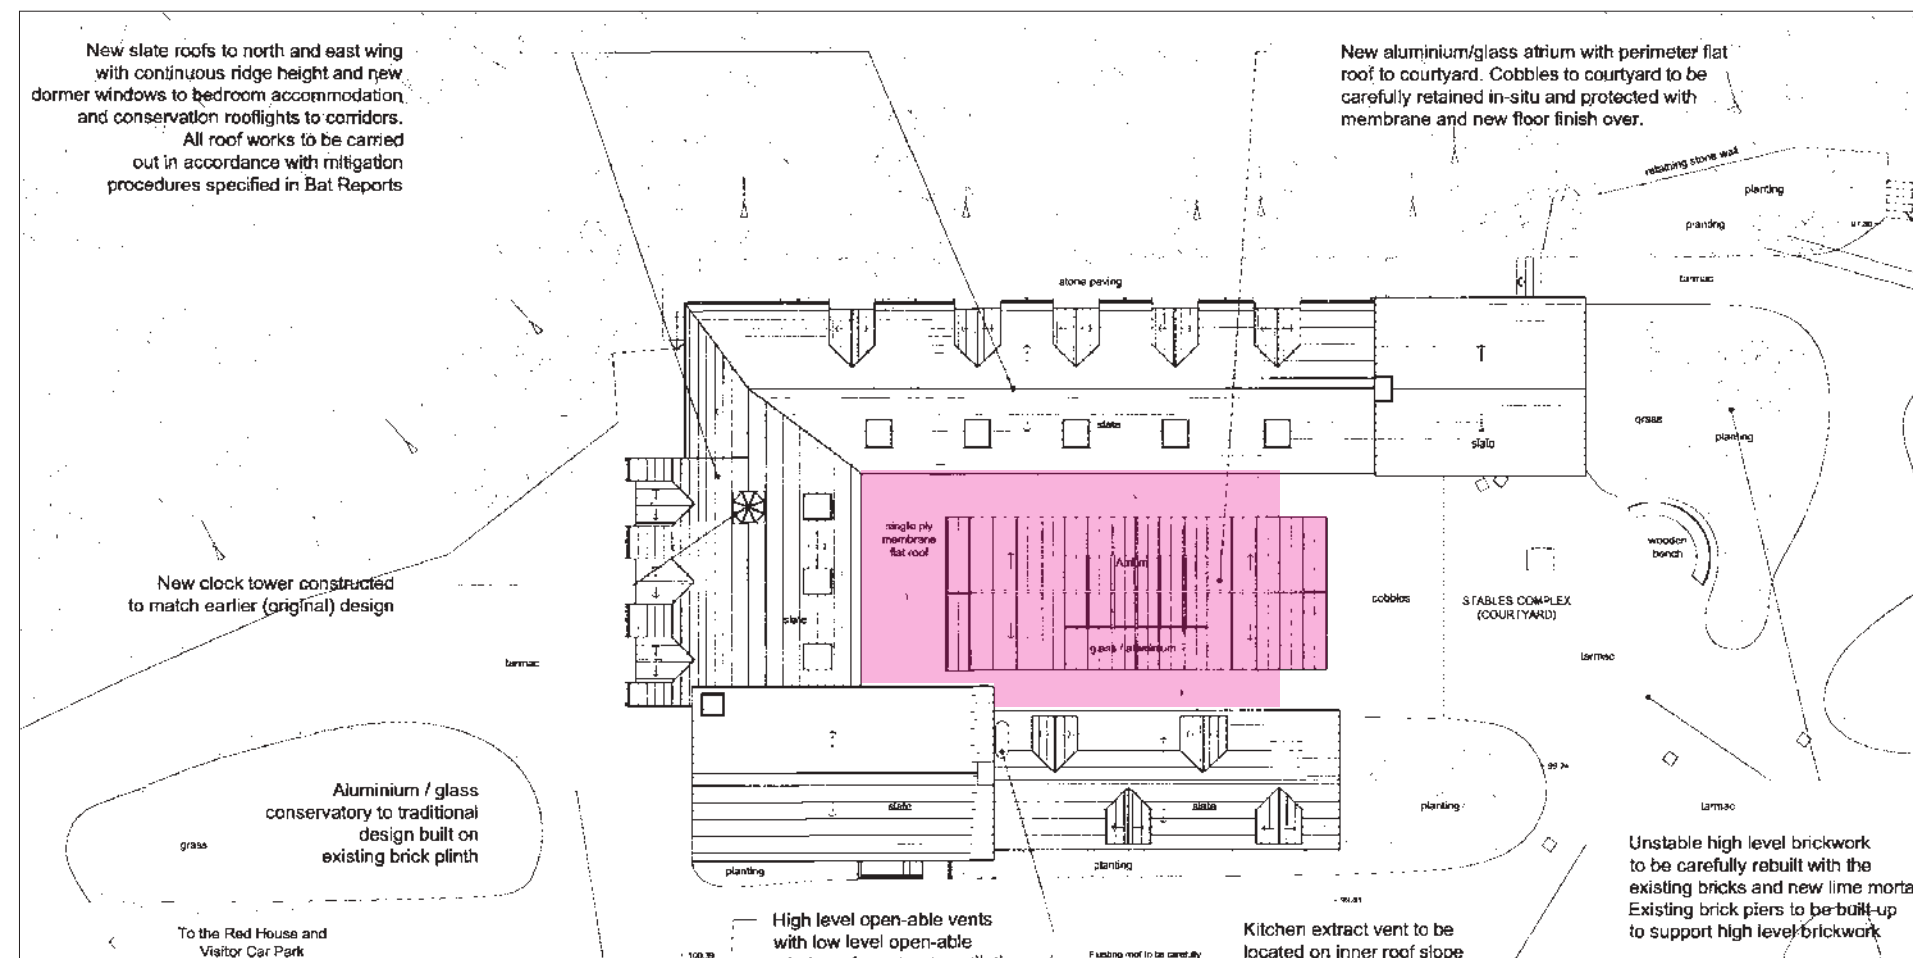 New slate roofs to north and east wing
with continuous ridge height and new
dormer windows to bedroom accommodation
and conservation rooflights to corridors.
All roof works to be carried
out in accordance with mitigation
procedures specified in Bat Reports
New aluminium/glass atrium with perimeter flat
roof to courtyard. Cobbles to courtyard to be
carefully retained in-situ and protected with
membrane and new floor finish over.
retaining stone wall
planting
planting
tarmac
stone paving
slate
slate
grass
planting
single ply
membrane
flat roof
Atrium
glass / aluminium
wooden
bench
cobbles
STABLES COMPLEX
(COURTYARD)
New clock tower constructed
to match earlier (original) design
slate
tarmac
tarmac
99.74
Aluminium / glass
conservatory to traditional
design built on
existing brick plinth
grass
slate
slate
planting
tarmac
planting
planting
Unstable high level brickwork
to be carefully rebuilt with the
existing bricks and new lime morta
Existing brick piers to be built-up
to support high level brickwork
To the Red House and
Visitor Car Park
High level open-able vents
with low level open-able
Kitchen extract vent to be
located on inner roof slope
100.39